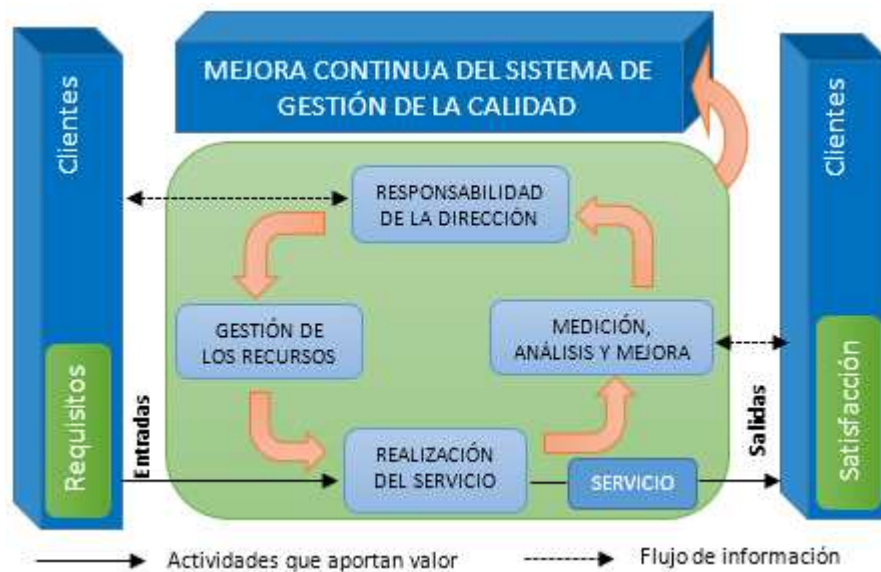 MEJORA CONTINUA DEL SISTEMA DE
GESTIÓN DE LA CALIDAD
Clientes
Clientes
RESPONSABILIDAD
DE LA DIRECCIÓN
GESTIÓN DE
LOS RECURSOS
MEDICIÓN,
ANÁLISIS Y MEJORA
Requisitos
Entradas
REALIZACIÓN
DEL SERVICIO
SERVICIO
Salidas
Satisfacción
Actividades que aportan valor
Flujo de información